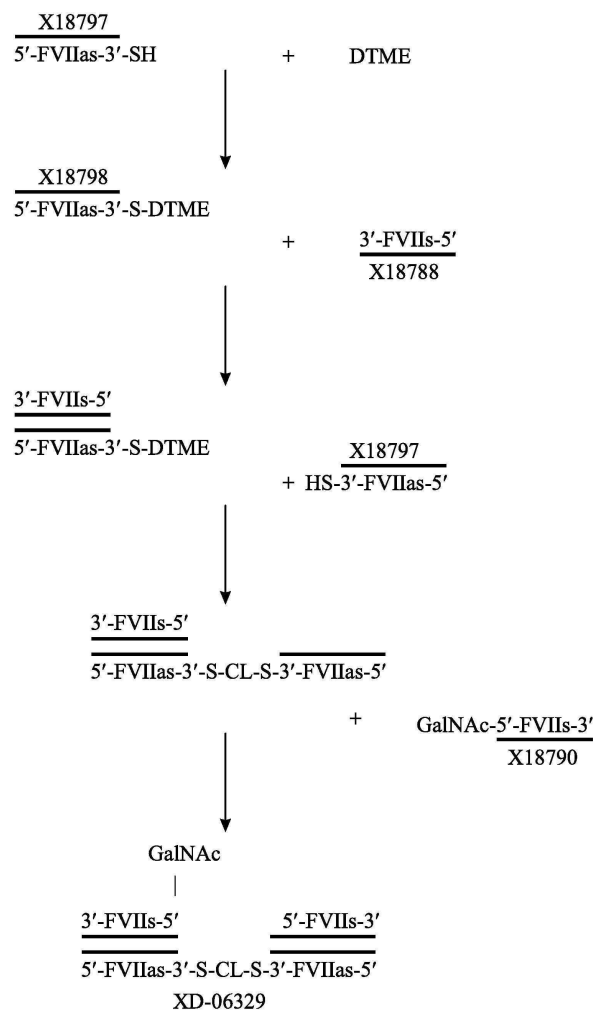 X18797
5′-FVIIas-3′-SH + DTME
X18798
5′-FVIIas-3′-S-DTME
+ 3′-FVIIs-5′
X18788
3′-FVIIs-5′
5′-FVIIas-3′-S-DTME
X18797
+ HS-3′-FVIIas-5′
3′-FVIIs-5′
5′-FVIIas-3′-S-CL-S-3′-FVIIas-5′
+ GalNAc-5′-FVIIs-3′
X18790
GalNAc
3′-FVIIs-5′ 5′-FVIIs-3′
5′-FVIIas-3′-S-CL-S-3′-FVIIas-5′
XD-06329